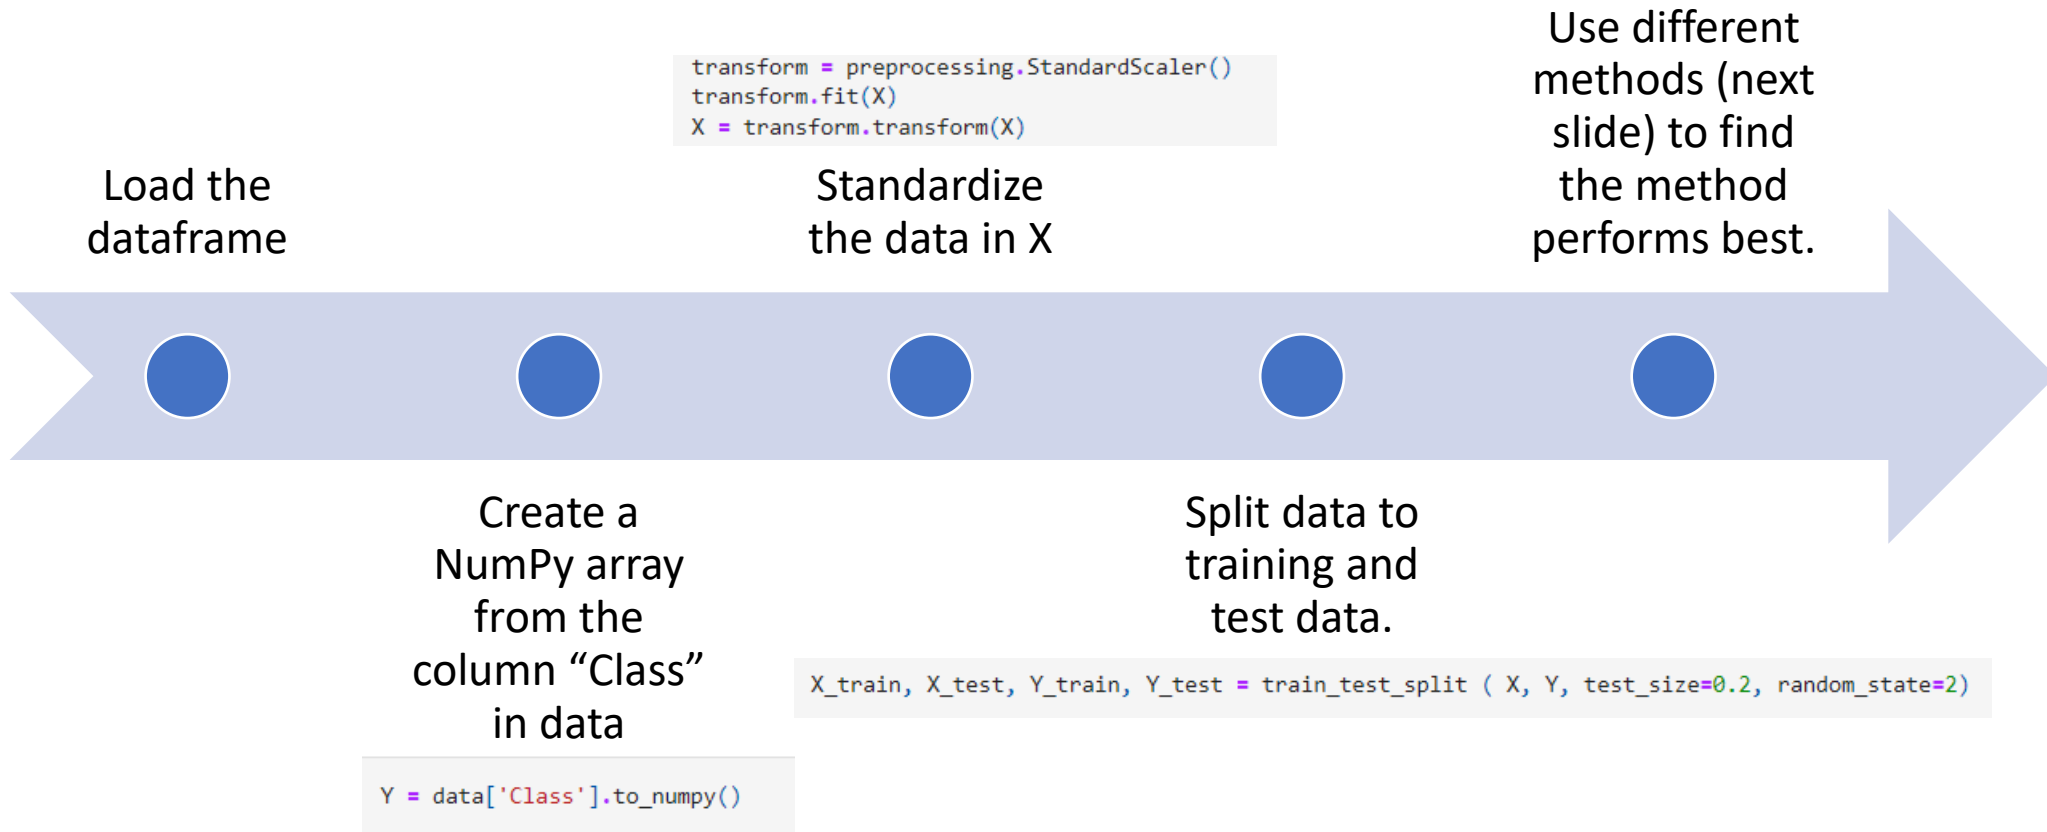 Load the
dataframe
Create a
NumPy array
from the
column “Class”
in data
Y = data['Class'].to_numpy()
transform = preprocessing.StandardScaler()
transform.fit(X)
X = transform.transform(X)
Standardize
the data in X
Split data to
training and
test data.
X_train, X_test, Y_train, Y_test = train_test_split ( X, Y, test_size=0.2, random_state=2)
Use different
methods (next
slide) to find
the method
performs best.